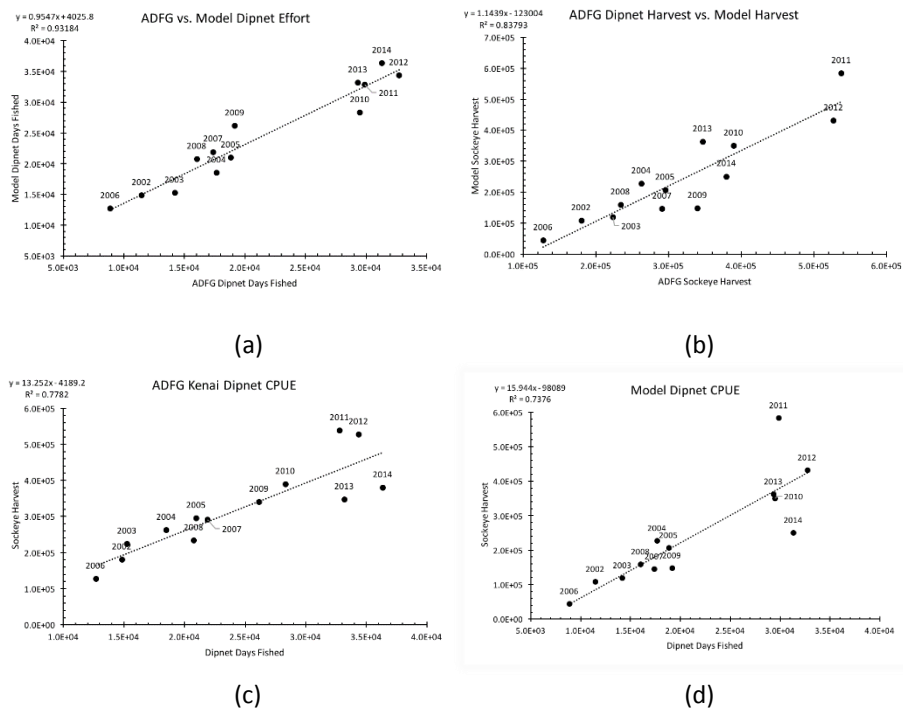 y = 0.9547x + 4025.8
R² = 0.93184
ADFG vs. Model Dipnet Effort
4.0E+04
3.5E+04
3.0E+04
2.5E+04
2.0E+04
1.5E+04
1.0E+04
5.0E+03
Model Dipnet Days Fished
2014
2013
2012
2011
2010
2009
2008
2007
2005
2004
2006
2002
2003
5.0E+03 1.0E+04 1.5E+04 2.0E+04 2.5E+04 3.0E+04 3.5E+04
ADFG Dipnet Days Fished
(a)
y = 1.1439x - 123004
R² = 0.83793
ADFG Dipnet Harvest vs. Model Harvest
7.0E+05
6.0E+05
5.0E+05
4.0E+05
3.0E+05
2.0E+05
1.0E+05
0.0E+00
Model Sockeye Harvest
2011
2012
2013
2010
2004
2005
2014
2008
2007
2009
2002
2006
2003
1.0E+05 2.0E+05 3.0E+05 4.0E+05 5.0E+05 6.0E+05
ADFG Sockeye Harvest
(b)
y = 13.252x - 4189.2
R² = 0.7782
ADFG Kenai Dipnet CPUE
6.0E+05
5.0E+05
4.0E+05
3.0E+05
2.0E+05
1.0E+05
0.0E+00
Sockeye Harvest
2011
2012
2010
2014
2013
2009
2005
2004
2007
2003
2008
2002
2006
1.0E+04 1.5E+04 2.0E+04 2.5E+04 3.0E+04 3.5E+04 4.0E+04
Dipnet Days Fished
(c)
y = 15.944x - 98089
R² = 0.7376
Model Dipnet CPUE
6.0E+05
5.0E+05
4.0E+05
3.0E+05
2.0E+05
1.0E+05
0.0E+00
Sockeye Harvest
2011
2012
2013
2010
2014
2004
2005
2008
2007
2009
2002
2003
2006
5.0E+03 1.0E+04 1.5E+04 2.0E+04 2.5E+04 3.0E+04 3.5E+04 4.0E+04
Dipnet Days Fished
(d)